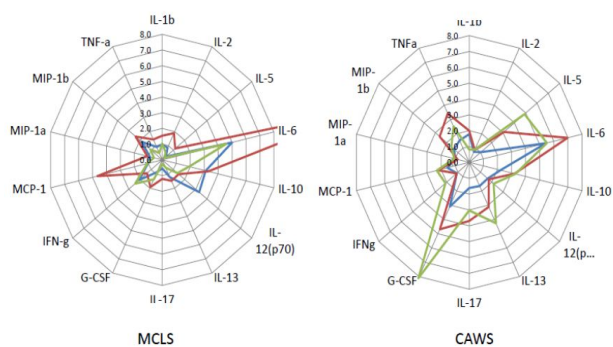 IL-1b
8.0
7.0
6.0
5.0
4.0
3.0
2.0
1.0
0.0
IL-2
IL-5
IL-6
IL-10
IL-
12(p70)
IL-13
IL-17
G-CSF
IFN-g
MCP-1
MIP-1a
MIP-1b
TNF-a
MCLS
IL-1b
8.0
7.0
6.0
5.0
4.0
3.0
2.0
1.0
0.0
IL-2
IL-5
IL-6
IL-10
IL-
12(p...
IL-13
IL-17
G-CSF
IFNg
MCP-1
MIP-
1a
MIP-
1b
TNFa
CAWS